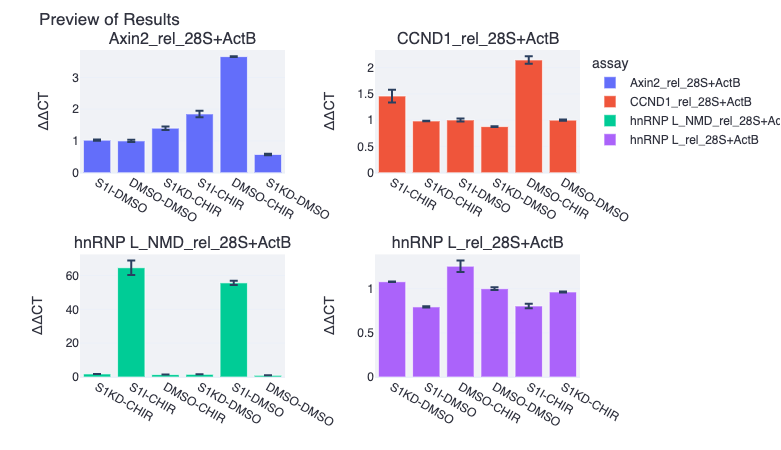 Preview of Results
Axin2_rel_28S+ActB
ΔΔCT
3
2
1
0
S1I-DMSO
DMSO-DMSO
S1KD-CHIR
S1I-CHIR
DMSO-CHIR
S1KD-DMSO
CCND1_rel_28S+ActB
ΔΔCT
2
1.5
1
0.5
0
S1I-CHIR
S1KD-CHIR
S1I-DMSO
S1KD-DMSO
DMSO-CHIR
DMSO-DMSO
assay
Axin2_rel_28S+ActB
CCND1_rel_28S+ActB
hnRNP L_NMD_rel_28S+Ac
hnRNP L_rel_28S+ActB
hnRNP L_NMD_rel_28S+ActB
ΔΔCT
60
40
20
0
S1KD-CHIR
S1I-CHIR
DMSO-CHIR
S1KD-DMSO
S1I-DMSO
DMSO-DMSO
hnRNP L_rel_28S+ActB
ΔΔCT
1
0.5
0
S1KD-DMSO
S1I-DMSO
DMSO-CHIR
DMSO-DMSO
S1I-CHIR
S1KD-CHIR